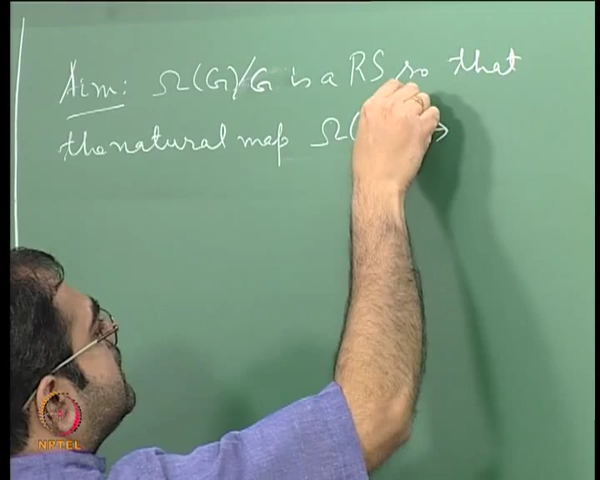 Aim: Ω(G)/G is a RS so that
the natural map Ω( →
NPTEL